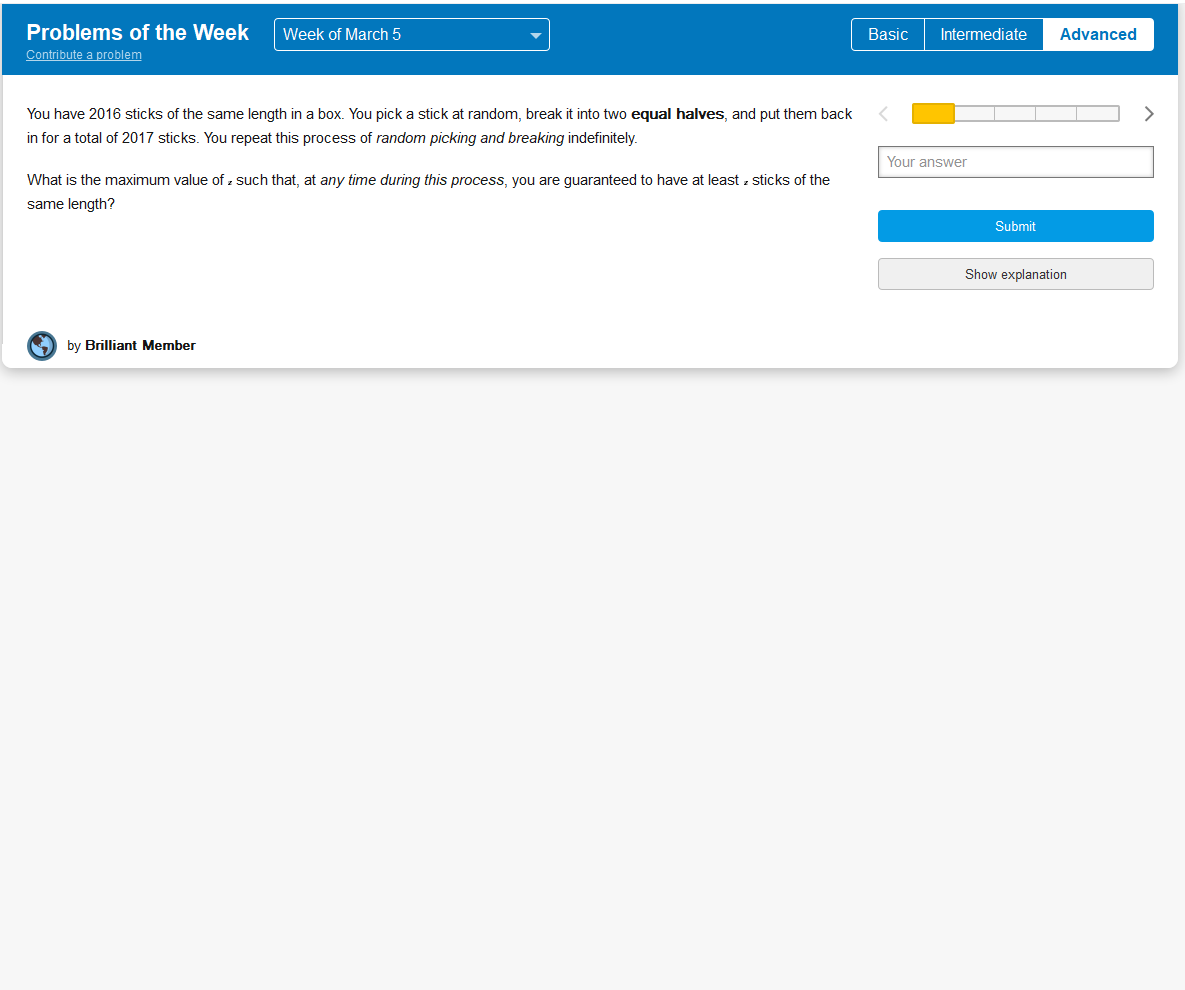 Problems of the Week
Contribute a problem
Week of March 5
Basic
Intermediate
Advanced
You have 2016 sticks of the same length in a box. You pick a stick at random, break it into two equal halves, and put them back
in for a total of 2017 sticks. You repeat this process of random picking and breaking indefinitely.
What is the maximum value of such that, at any time during this process, you are guaranteed to have at least sticks of the
same length?
Your answer
Submit
Show explanation
by Brilliant Member